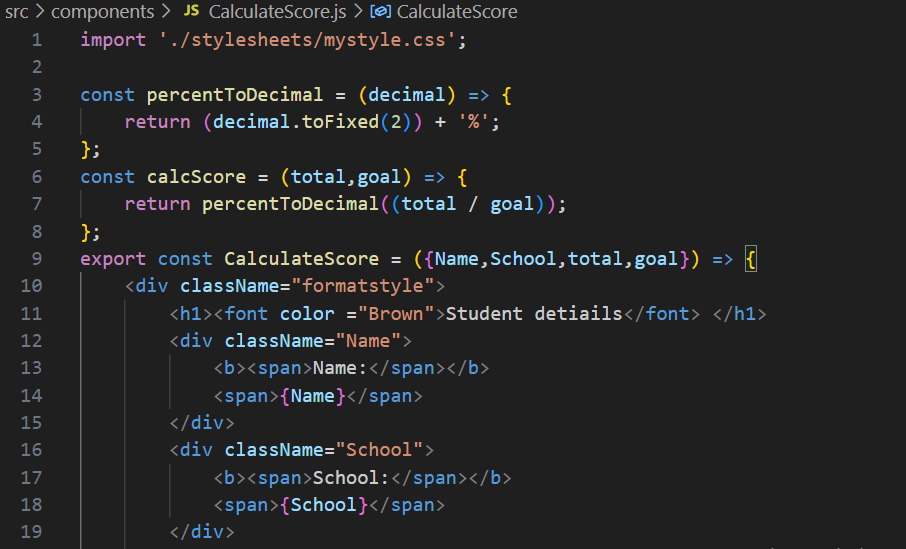 src > components > JS CalculateScore.js > CalculateScore
1 import './stylesheets/mystyle.css';
2
3 const percentToDecimal = (decimal) => {
4     return (decimal.toFixed(2)) + '%';
5 };
6 const calcScore = (total,goal) => {
7     return percentToDecimal((total / goal));
8 };
9 export const CalculateScore = ({Name,School,total,goal}) => {
10     <div className="formatstyle">
11         <h1><font color ="Brown">Student detiails</font> </h1>
12         <div className="Name">
13             <b><span>Name:</span></b>
14             <span>{Name}</span>
15         </div>
16         <div className="School">
17             <b><span>School:</span></b>
18             <span>{School}</span>
19         </div>